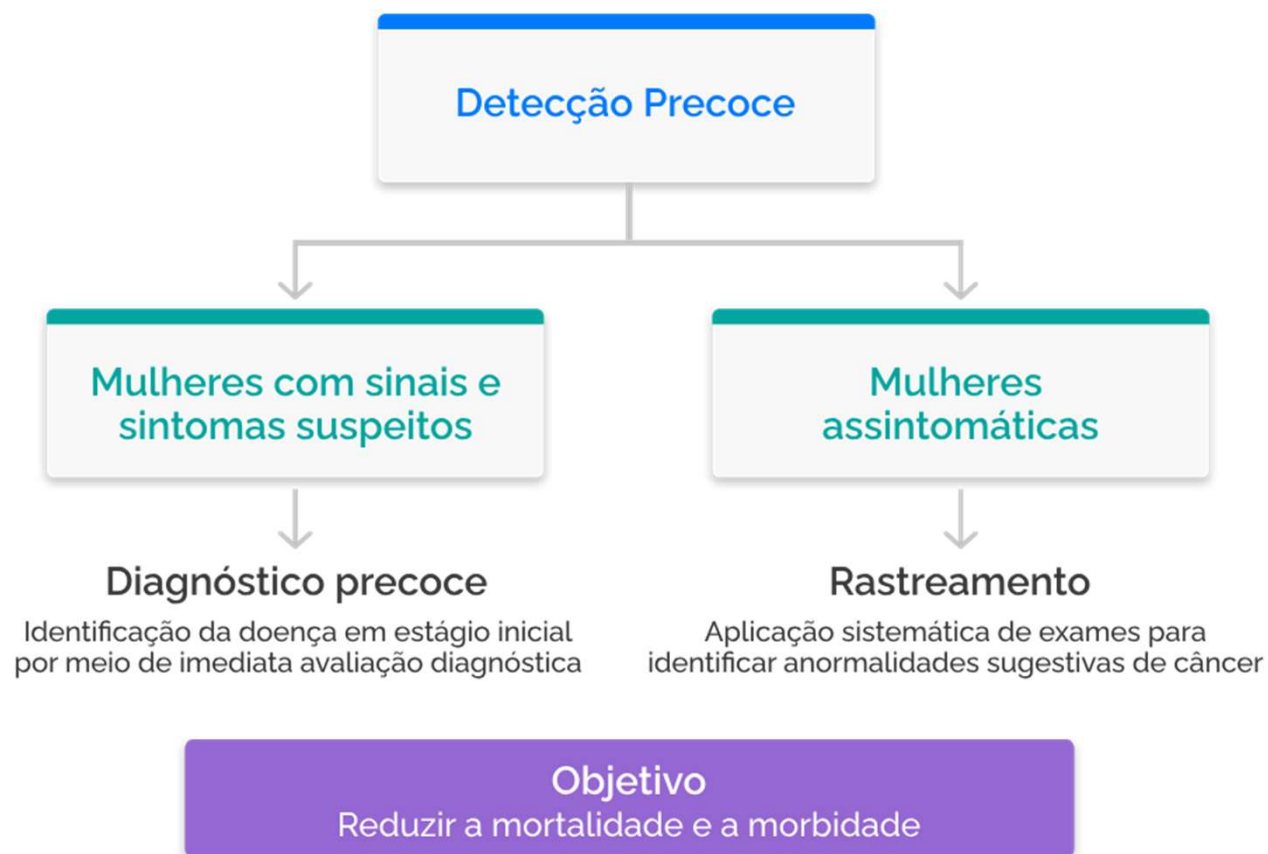 Detecção Precoce
Mulheres com sinais e
sintomas suspeitos
Diagnóstico precoce
Identificação da doença em estágio inicial
por meio de imediata avaliação diagnóstica
Mulheres
assintomáticas
Rastreamento
Aplicação sistemática de exames para
identificar anormalidades sugestivas de câncer
Objetivo
Reduzir a mortalidade e a morbidade